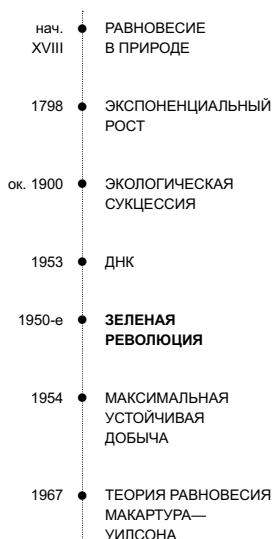 нач. XVIII РАВНОВЕСИЕ В ПРИРОДЕ
1798 ЭКСПОНЕНЦИАЛЬНЫЙ РОСТ
ок. 1900 ЭКОЛОГИЧЕСКАЯ СУКЦЕССИЯ
1953 ДНК
1950-е ЗЕЛЕНАЯ РЕВОЛЮЦИЯ
1954 МАКСИМАЛЬНАЯ УСТОЙЧИВАЯ ДОБЫЧА
1967 ТЕОРИЯ РАВНОВЕСИЯ МАКАРТУРА— УИЛСОНА